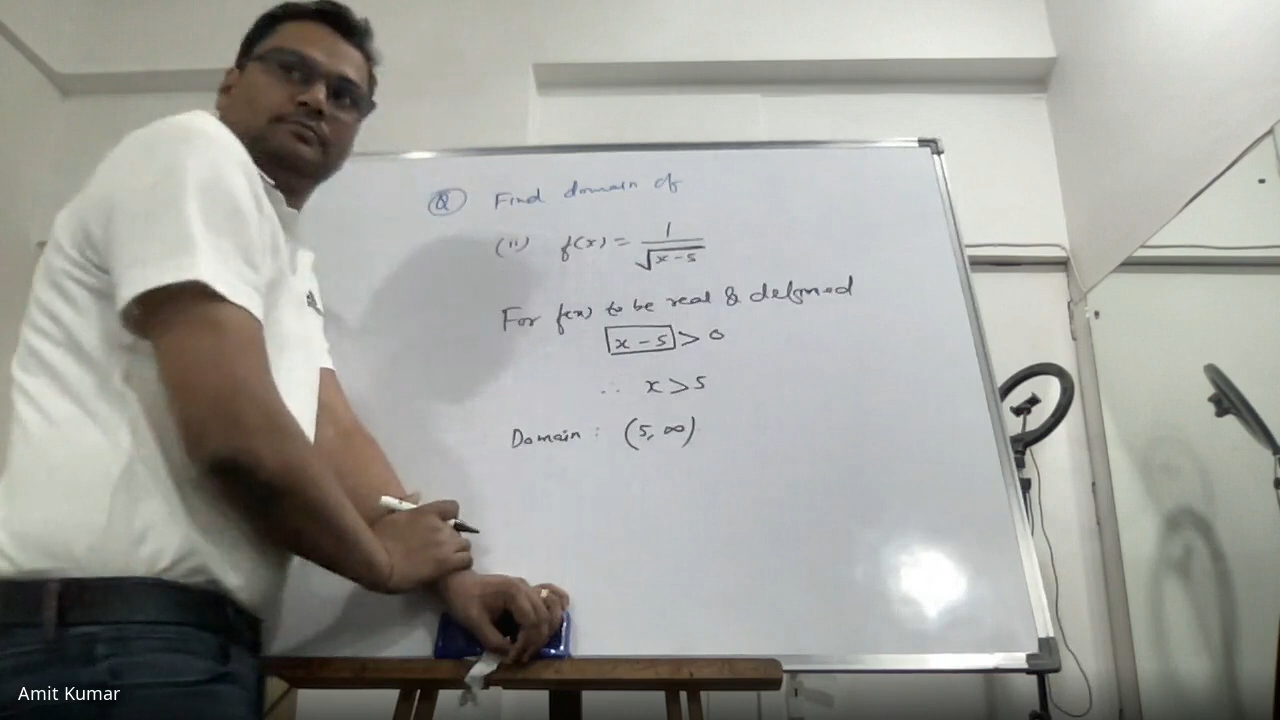 Q Find domain of
(ii) f(x) = 1/√(x-5)
For f(x) to be real & defined
x - 5 > 0
∴ x > 5
Domain : (5, ∞)
Amit Kumar